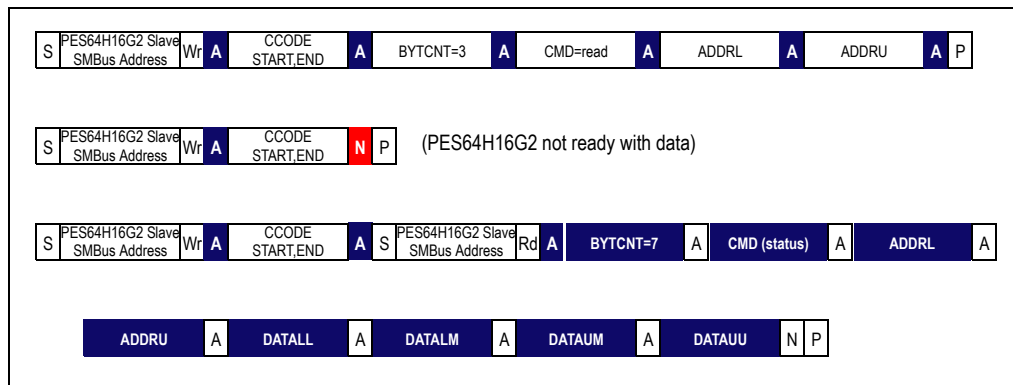 S PES64H16G2 Slave SMBus Address Wr A CCODE START,END A BYTCNT=3 A CMD=read A ADDRL A ADDRU A P
S PES64H16G2 Slave SMBus Address Wr A CCODE START,END N P (PES64H16G2 not ready with data)
S PES64H16G2 Slave SMBus Address Wr A CCODE START,END A S PES64H16G2 Slave SMBus Address Rd A BYTCNT=7 A CMD (status) A ADDRL A
ADDRU A DATALL A DATALM A DATAUM A DATAUU N P